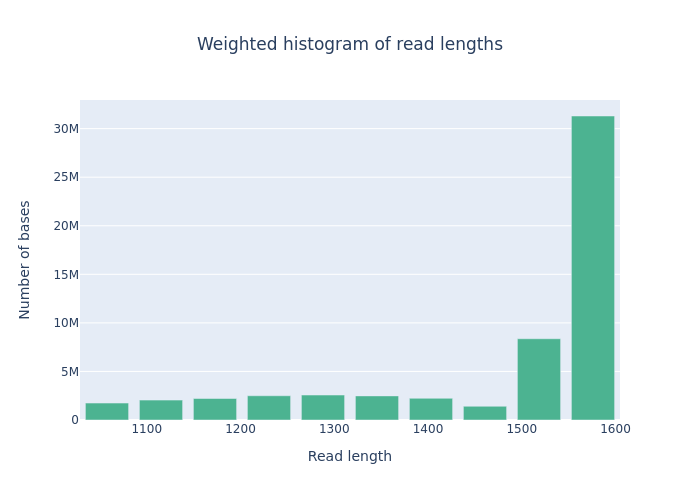 Weighted histogram of read lengths
30M
25M
20M
15M
10M
5M
0
Number of bases
1100 1200 1300 1400 1500 1600
Read length